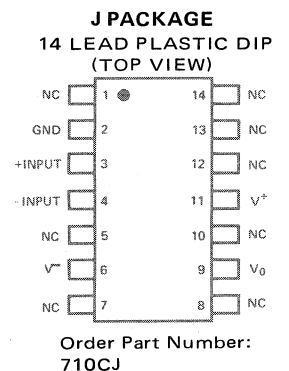 J PACKAGE
14 LEAD PLASTIC DIP
(TOP VIEW)
NC 1 14 NC
GND 2 13 NC
+INPUT 3 12 NC
-INPUT 4 11 V+
NC 5 10 NC
V− 6 9 V0
NC 7 8 NC
Order Part Number:
710CJ